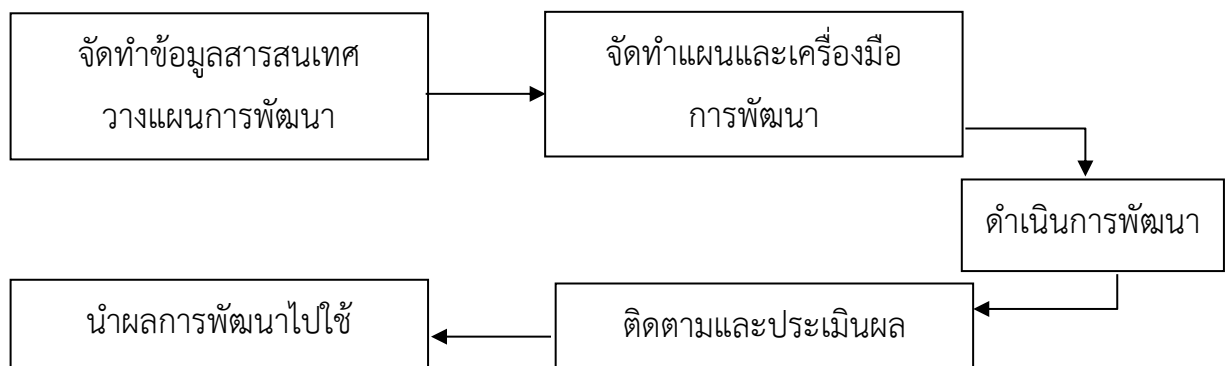 จัดทำข้อมูลสารสนเทศ
วางแผนการพัฒนา
จัดทำแผนและเครื่องมือ
การพัฒนา
ดำเนินการพัฒนา
ติดตามและประเมินผล
นำผลการพัฒนาไปใช้